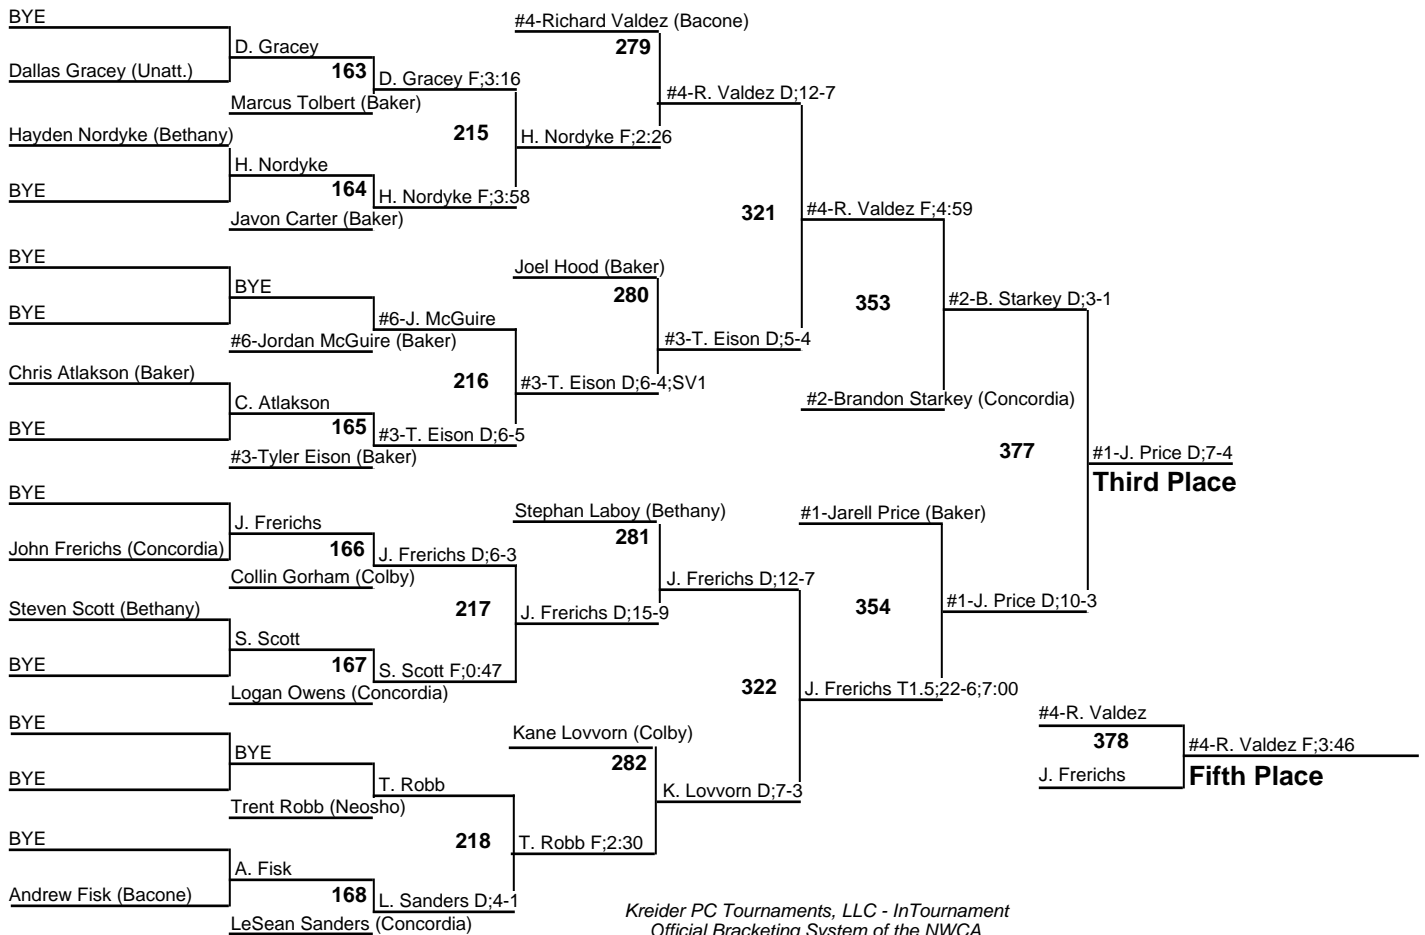 BYE
#4-Richard Valdez (Bacone)
D. Gracey
279
Dallas Gracey (Unatt.)
163
D. Gracey F;3:16
#4-R. Valdez D;12-7
Marcus Tolbert (Baker)
Hayden Nordyke (Bethany)
215
H. Nordyke F;2:26
H. Nordyke
BYE
164
H. Nordyke F;3:58
321
#4-R. Valdez F;4:59
Javon Carter (Baker)
BYE
Joel Hood (Baker)
BYE
280
353
#2-B. Starkey D;3-1
BYE
#6-J. McGuire
#6-Jordan McGuire (Baker)
#3-T. Eison D;5-4
Chris Atlakson (Baker)
216
#3-T. Eison D;6-4;SV1
C. Atlakson
#2-Brandon Starkey (Concordia)
BYE
165
#3-T. Eison D;6-5
377
#1-J. Price D;7-4
#3-Tyler Eison (Baker)
Third Place
BYE
Stephan Laboy (Bethany)
#1-Jarell Price (Baker)
J. Frerichs
281
John Frerichs (Concordia)
166
J. Frerichs D;6-3
Collin Gorham (Colby)
J. Frerichs D;12-7
Steven Scott (Bethany)
217
J. Frerichs D;15-9
354
#1-J. Price D;10-3
S. Scott
BYE
167
S. Scott F;0:47
322
J. Frerichs T1.5;22-6;7:00
Logan Owens (Concordia)
BYE
Kane Lovvorn (Colby)
#4-R. Valdez
BYE
282
378
#4-R. Valdez F;3:46
BYE
T. Robb
K. Lovvorn D;7-3
J. Frerichs
Fifth Place
Trent Robb (Neosho)
BYE
218
T. Robb F;2:30
A. Fisk
Andrew Fisk (Bacone)
168
L. Sanders D;4-1
LeSean Sanders (Concordia)
Kreider PC Tournaments, LLC - InTournament
Official Bracketing System of the NWCA